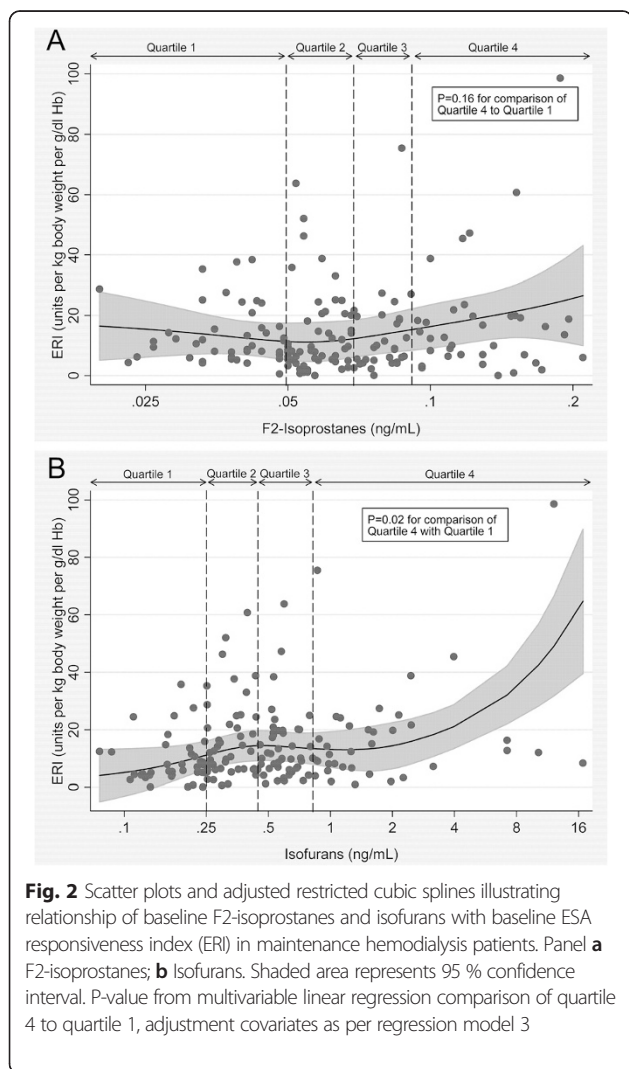 A
Quartile 1 Quartile 2 Quartile 3 Quartile 4
100
80
60
40
20
0
ERI (units per kg body weight per g/dl Hb)
P=0.16 for comparison of
Quartile 4 to Quartile 1
.025 .05 .1 .2
F2-Isoprostanes (ng/mL)
B
Quartile 1 Quartile 2 Quartile 3 Quartile 4
100
80
60
40
20
0
ERI (units per kg body weight per g/dl Hb)
P=0.02 for comparison of
Quartile 4 with Quartile 1
.1 .25 .5 1 2 4 8 16
Isofurans (ng/mL)
Fig. 2 Scatter plots and adjusted restricted cubic splines illustrating
relationship of baseline F2-isoprostanes and isofurans with baseline ESA
responsiveness index (ERI) in maintenance hemodialysis patients. Panel a
F2-isoprostanes; b Isofurans. Shaded area represents 95 % confidence
interval. P-value from multivariable linear regression comparison of quartile
4 to quartile 1, adjustment covariates as per regression model 3